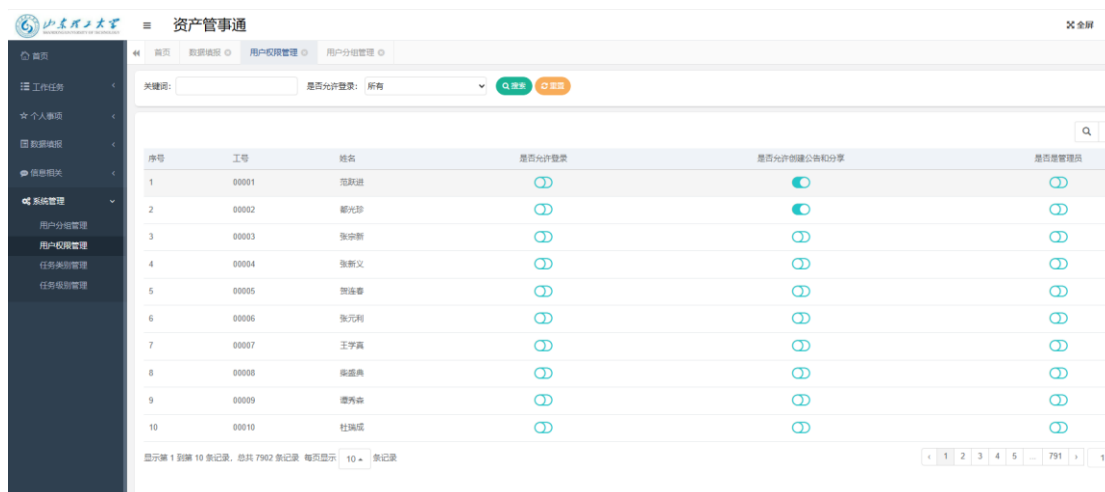 山东理工大学 ≡ 资产管事通 全屏
首页 首页 数据填报 用户权限管理 用户分组管理
工作任务 关键词: 是否允许登录: 所有 搜索 重置
个人事项
数据填报
信息相关 序号 工号 姓名 是否允许登录 是否允许创建公告和分享 是否是管理员
系统管理 1 00001 范跃进
用户分组管理 2 00002 郗光珍
用户权限管理 3 00003 张宗新
任务类别管理 4 00004 张新义
任务级别管理 5 00005 贺连春
6 00006 张元利
7 00007 王学真
8 00008 柴盛典
9 00009 谭秀森
10 00010 杜瑞成
显示第 1 到第 10 条记录，总共 7902 条记录 每页显示 10 条记录 ‹ 1 2 3 4 5 ... 791 › 1